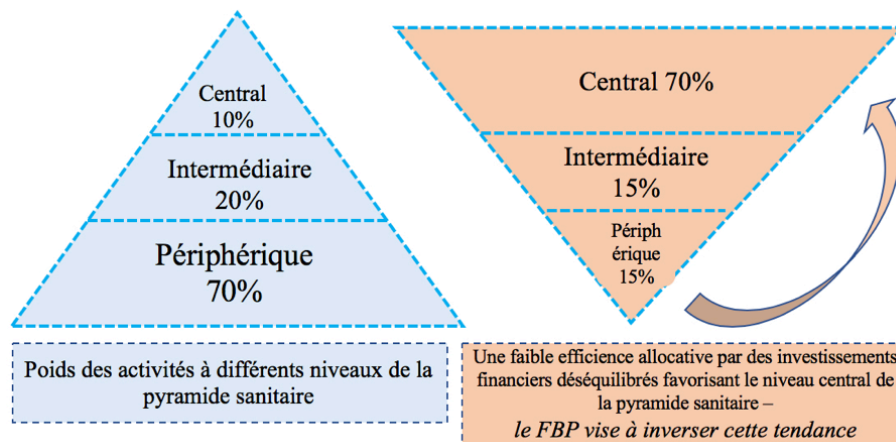 Central
10%
Intermédiaire
20%
Périphérique
70%
Poids des activités à différents niveaux de la
pyramide sanitaire
Central 70%
Intermédiaire
15%
Périph
érique
15%
Une faible efficience allocative par des investissements
financiers déséquilibrés favorisant le niveau central de
la pyramide sanitaire –
le FBP vise à inverser cette tendance